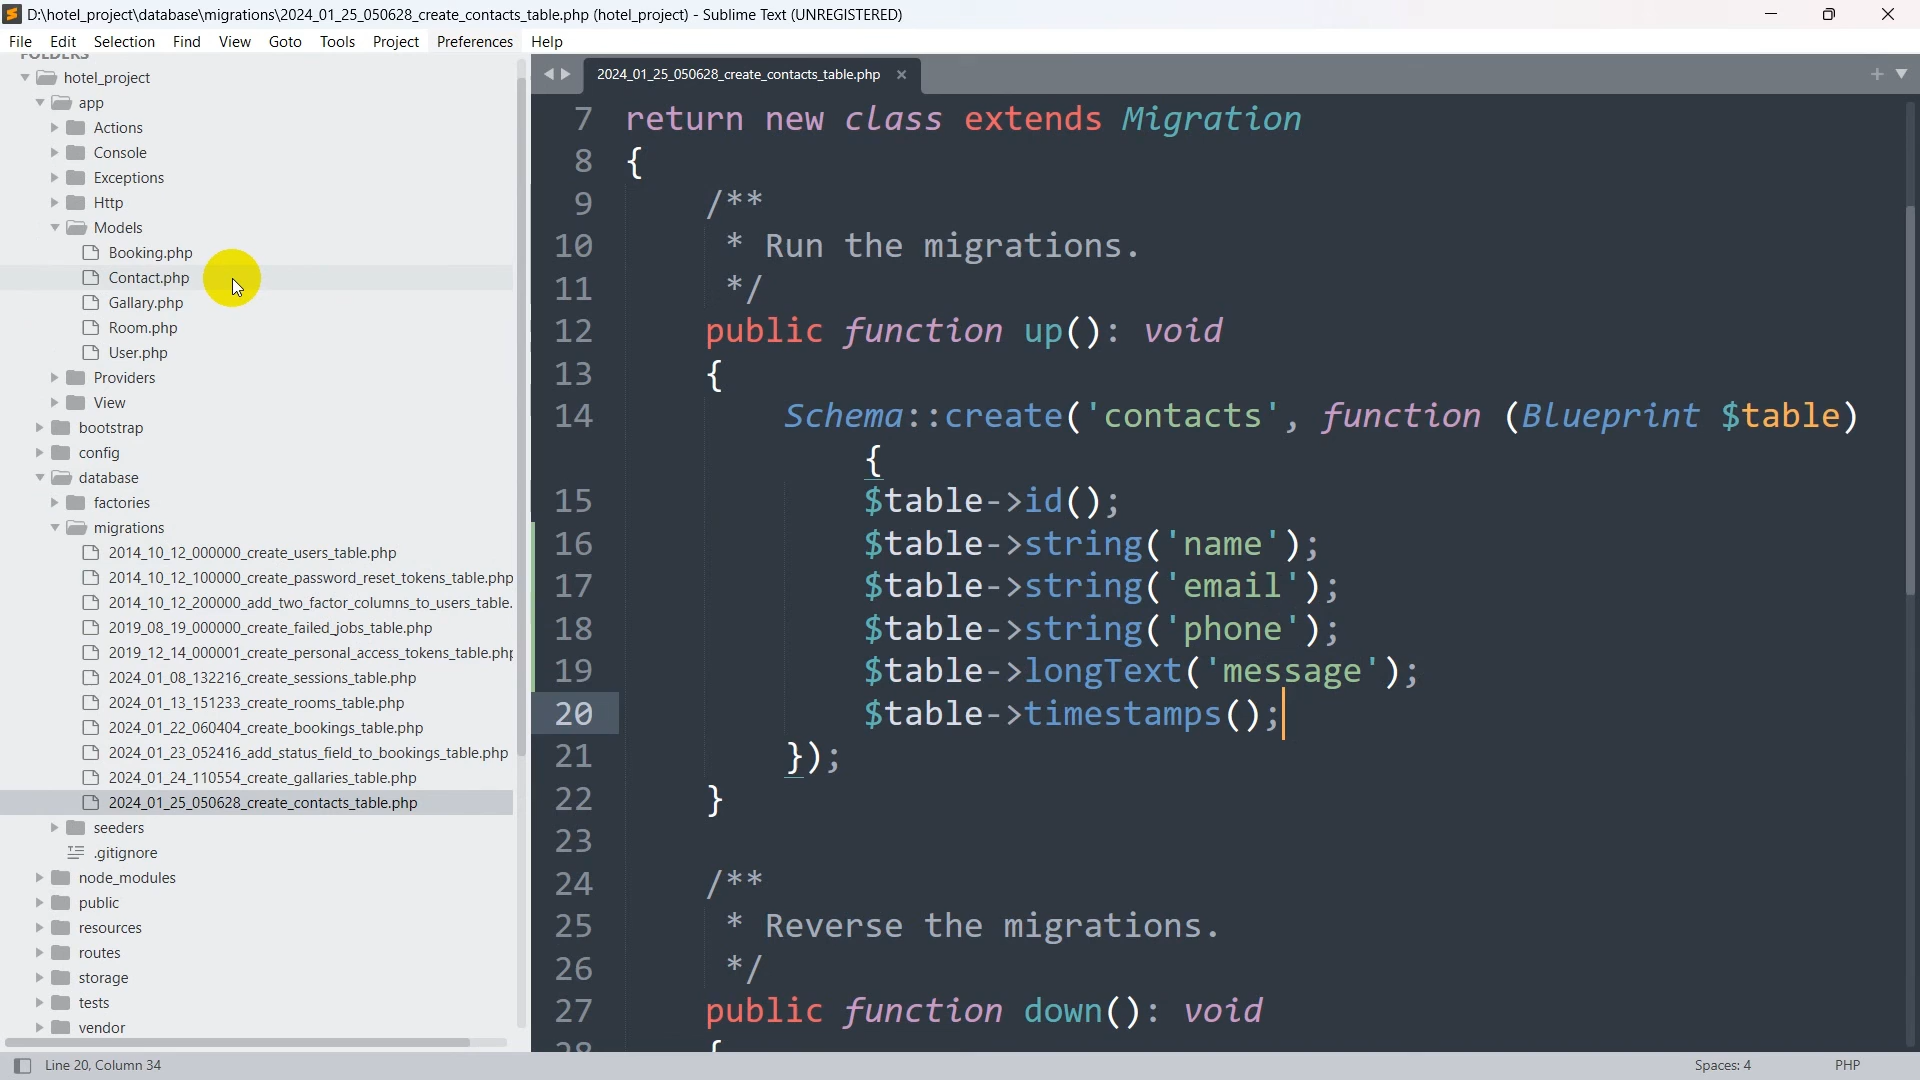 D:\hotel_project\database\migrations\2024_01_25_050628_create_contacts_table.php (hotel_project) - Sublime Text (UNREGISTERED)
File Edit Selection Find View Goto Tools Project Preferences Help
FOLDERS
hotel_project
app
Actions
Console
Exceptions
Http
Models
Booking.php
Contact.php
Gallary.php
Room.php
User.php
Providers
View
bootstrap
config
database
factories
migrations
2014_10_12_000000_create_users_table.php
2014_10_12_100000_create_password_reset_tokens_table.php
2014_10_12_200000_add_two_factor_columns_to_users_table.
2019_08_19_000000_create_failed_jobs_table.php
2019_12_14_000001_create_personal_access_tokens_table.php
2024_01_08_132216_create_sessions_table.php
2024_01_13_151233_create_rooms_table.php
2024_01_22_060404_create_bookings_table.php
2024_01_23_052416_add_status_field_to_bookings_table.php
2024_01_24_110554_create_gallaries_table.php
2024_01_25_050628_create_contacts_table.php
seeders
.gitignore
node_modules
public
resources
routes
storage
tests
vendor
2024_01_25_050628_create_contacts_table.php
7 return new class extends Migration
8 {
9 /**
10 * Run the migrations.
11 */
12 public function up(): void
13 {
14 Schema::create('contacts', function (Blueprint $table)
{
15 $table->id();
16 $table->string('name');
17 $table->string('email');
18 $table->string('phone');
19 $table->longText('message');
20 $table->timestamps();
21 });
22 }
23
24 /**
25 * Reverse the migrations.
26 */
27 public function down(): void
28 {
Line 20, Column 34
Spaces: 4
PHP